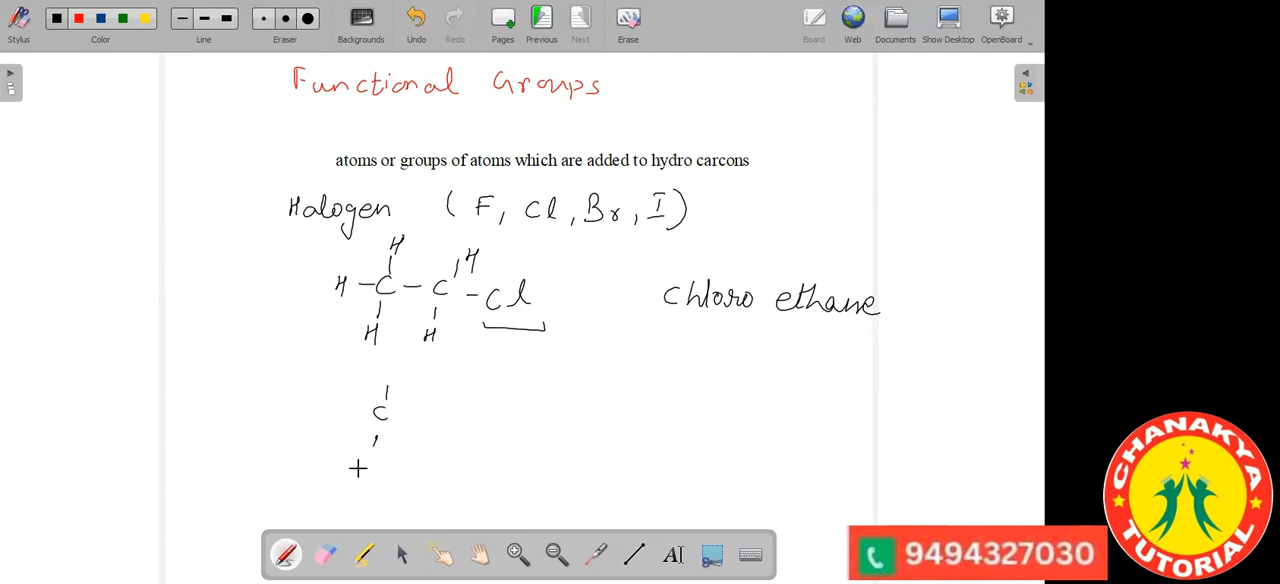 Stylus Color Line Eraser Backgrounds Undo Redo Pages Previous Next Erase Board Web Documents Show Desktop OpenBoard
Functional Groups
atoms or groups of atoms which are added to hydro carcons
Halogen ( F, Cl, Br, I )
H H
H - C - C - Cl
H H
Chloro ethane
C
CHANAKYA
TUTORIAL
9494327030